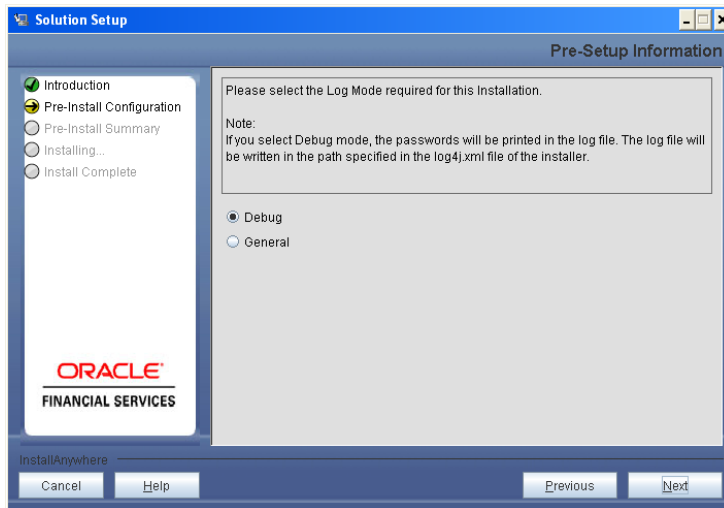 Solution Setup
Pre-Setup Information
Introduction
Pre-Install Configuration
Pre-Install Summary
Installing...
Install Complete
Please select the Log Mode required for this Installation.
Note:
If you select Debug mode, the passwords will be printed in the log file. The log file will
be written in the path specified in the log4j.xml file of the installer.
Debug
General
ORACLE
FINANCIAL SERVICES
InstallAnywhere
Cancel
Help
Previous
Next